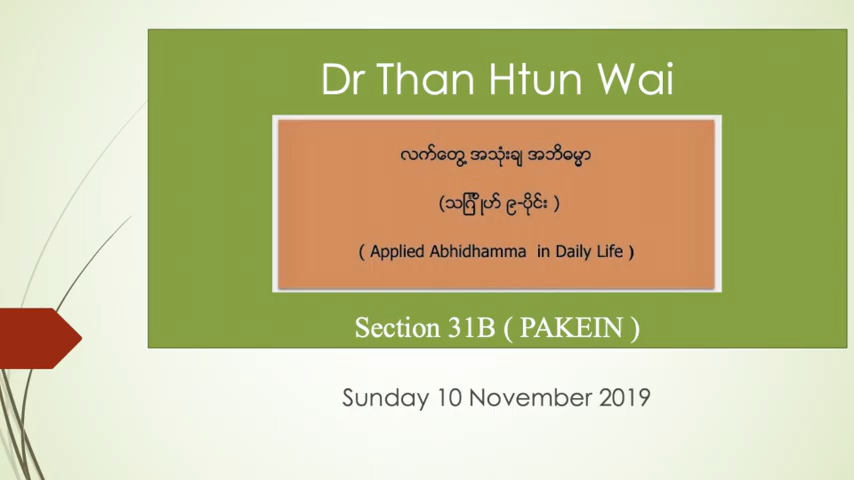 Dr Than Htun Wai
လက်တွေ့ အသုံးချ အဘိဓမ္မာ
(သင်္ဂြိုဟ် ၉-ပိုင်း )
( Applied Abhidhamma in Daily Life )
Section 31B ( PAKEIN )
Sunday 10 November 2019